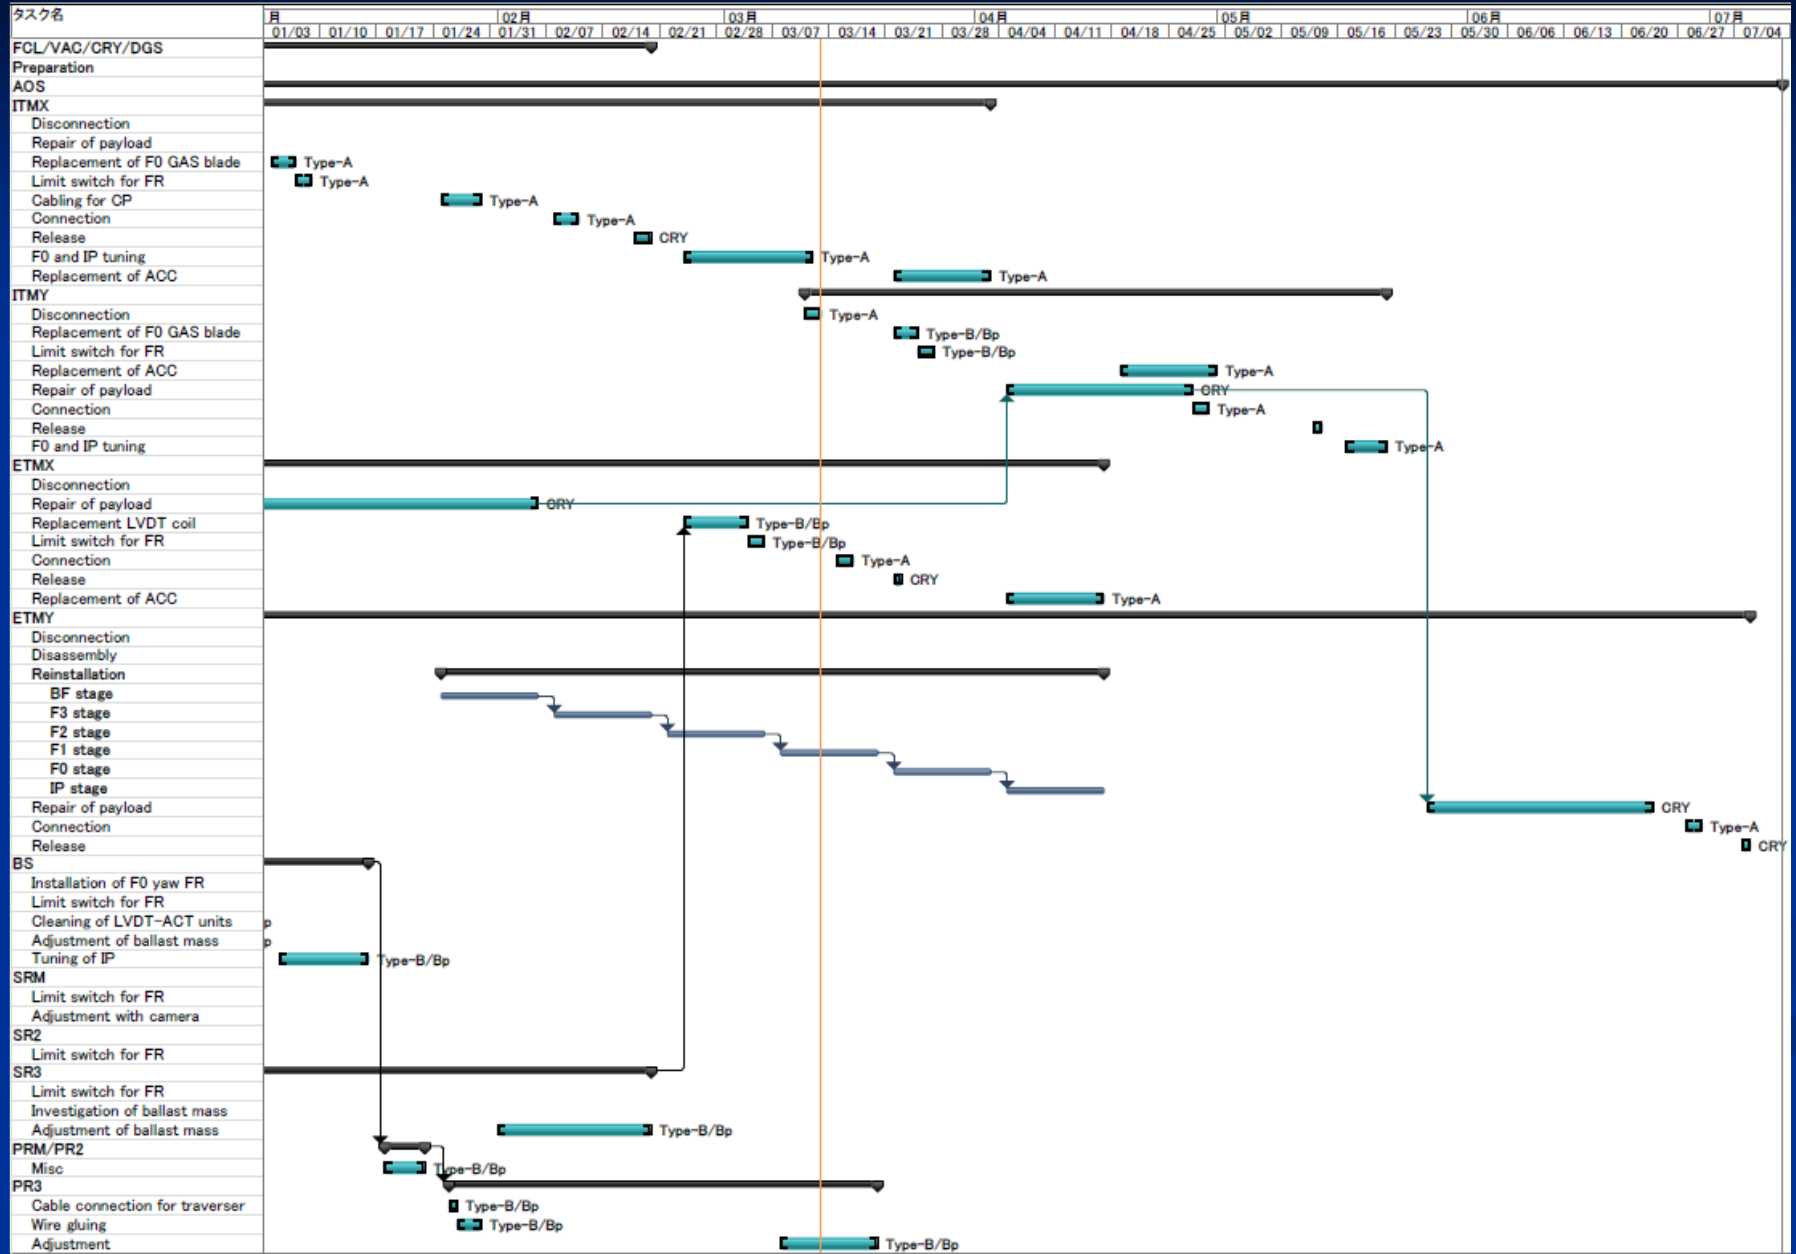 タスク名
月 02月 03月 04月 05月 06月 07月
01/03 01/10 01/17 01/24 01/31 02/07 02/14 02/21 02/28 03/07 03/14 03/21 03/28 04/04 04/11 04/18 04/25 05/02 05/09 05/16 05/23 05/30 06/06 06/13 06/20 06/27 07/04
FCL/VAC/CRY/DGS
Preparation
AOS
ITMX
Disconnection
Repair of payload
Replacement of F0 GAS blade Type-A
Limit switch for FR Type-A
Cabling for CP Type-A
Connection Type-A
Release CRY
F0 and IP tuning Type-A
Replacement of ACC Type-A
ITMY
Disconnection Type-A
Replacement of F0 GAS blade Type-B/Bp
Limit switch for FR Type-B/Bp
Replacement of ACC Type-A
Repair of payload CRY
Connection Type-A
Release
F0 and IP tuning Type-A
ETMX
Disconnection
Repair of payload CRY
Replacement LVDT coil Type-B/Bp
Limit switch for FR Type-B/Bp
Connection Type-A
Release CRY
Replacement of ACC Type-A
ETMY
Disconnection
Disassembly
Reinstallation
BF stage
F3 stage
F2 stage
F1 stage
F0 stage
IP stage
Repair of payload CRY
Connection Type-A
Release CRY
BS
Installation of F0 yaw FR
Limit switch for FR
Cleaning of LVDT-ACT units p
Adjustment of ballast mass p
Tuning of IP Type-B/Bp
SRM
Limit switch for FR
Adjustment with camera
SR2
Limit switch for FR
SR3
Limit switch for FR
Investigation of ballast mass
Adjustment of ballast mass Type-B/Bp
PRM/PR2
Misc Type-B/Bp
PR3
Cable connection for traverser Type-B/Bp
Wire gluing Type-B/Bp
Adjustment Type-B/Bp